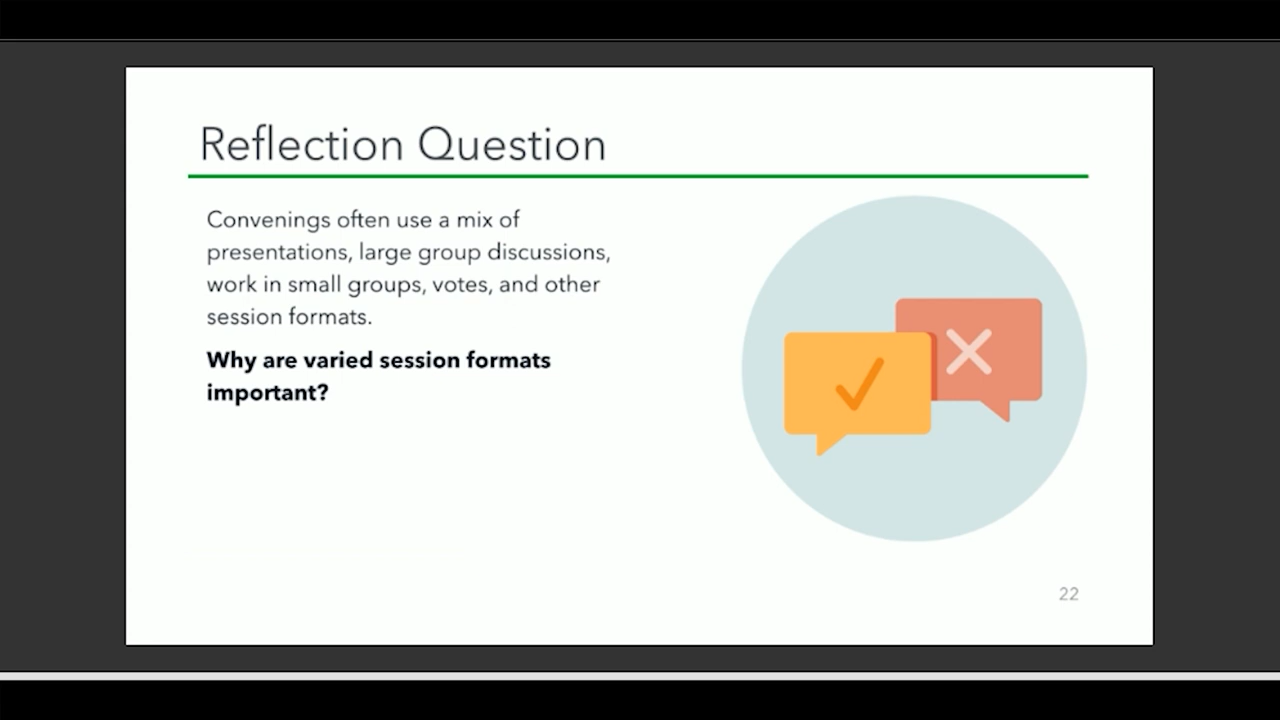 Reflection Question
Convenings often use a mix of
presentations, large group discussions,
work in small groups, votes, and other
session formats.
Why are varied session formats
important?
22